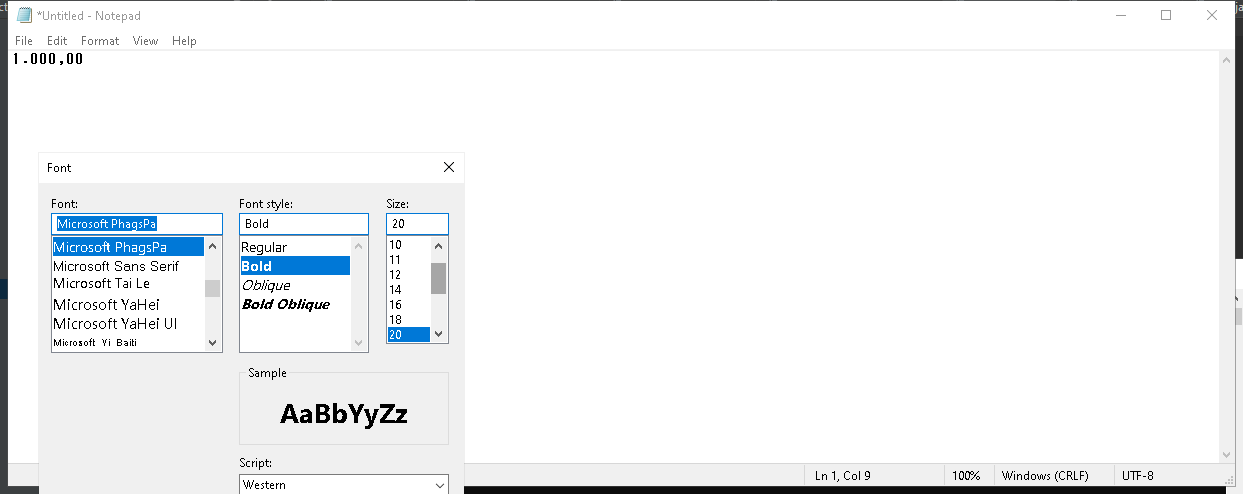 *Untitled - Notepad
File Edit Format View Help
1.000,00
Font
Font: Font style: Size:
Microsoft PhagsPa Bold 20
Microsoft PhagsPa
Microsoft Sans Serif
Microsoft Tai Le
Microsoft YaHei
Microsoft YaHei UI
Microsoft Yi Baiti
Regular
Bold
Oblique
Bold Oblique
10
11
12
14
16
18
20
Sample
AaBbYyZz
Script:
Western
Ln 1, Col 9 100% Windows (CRLF) UTF-8